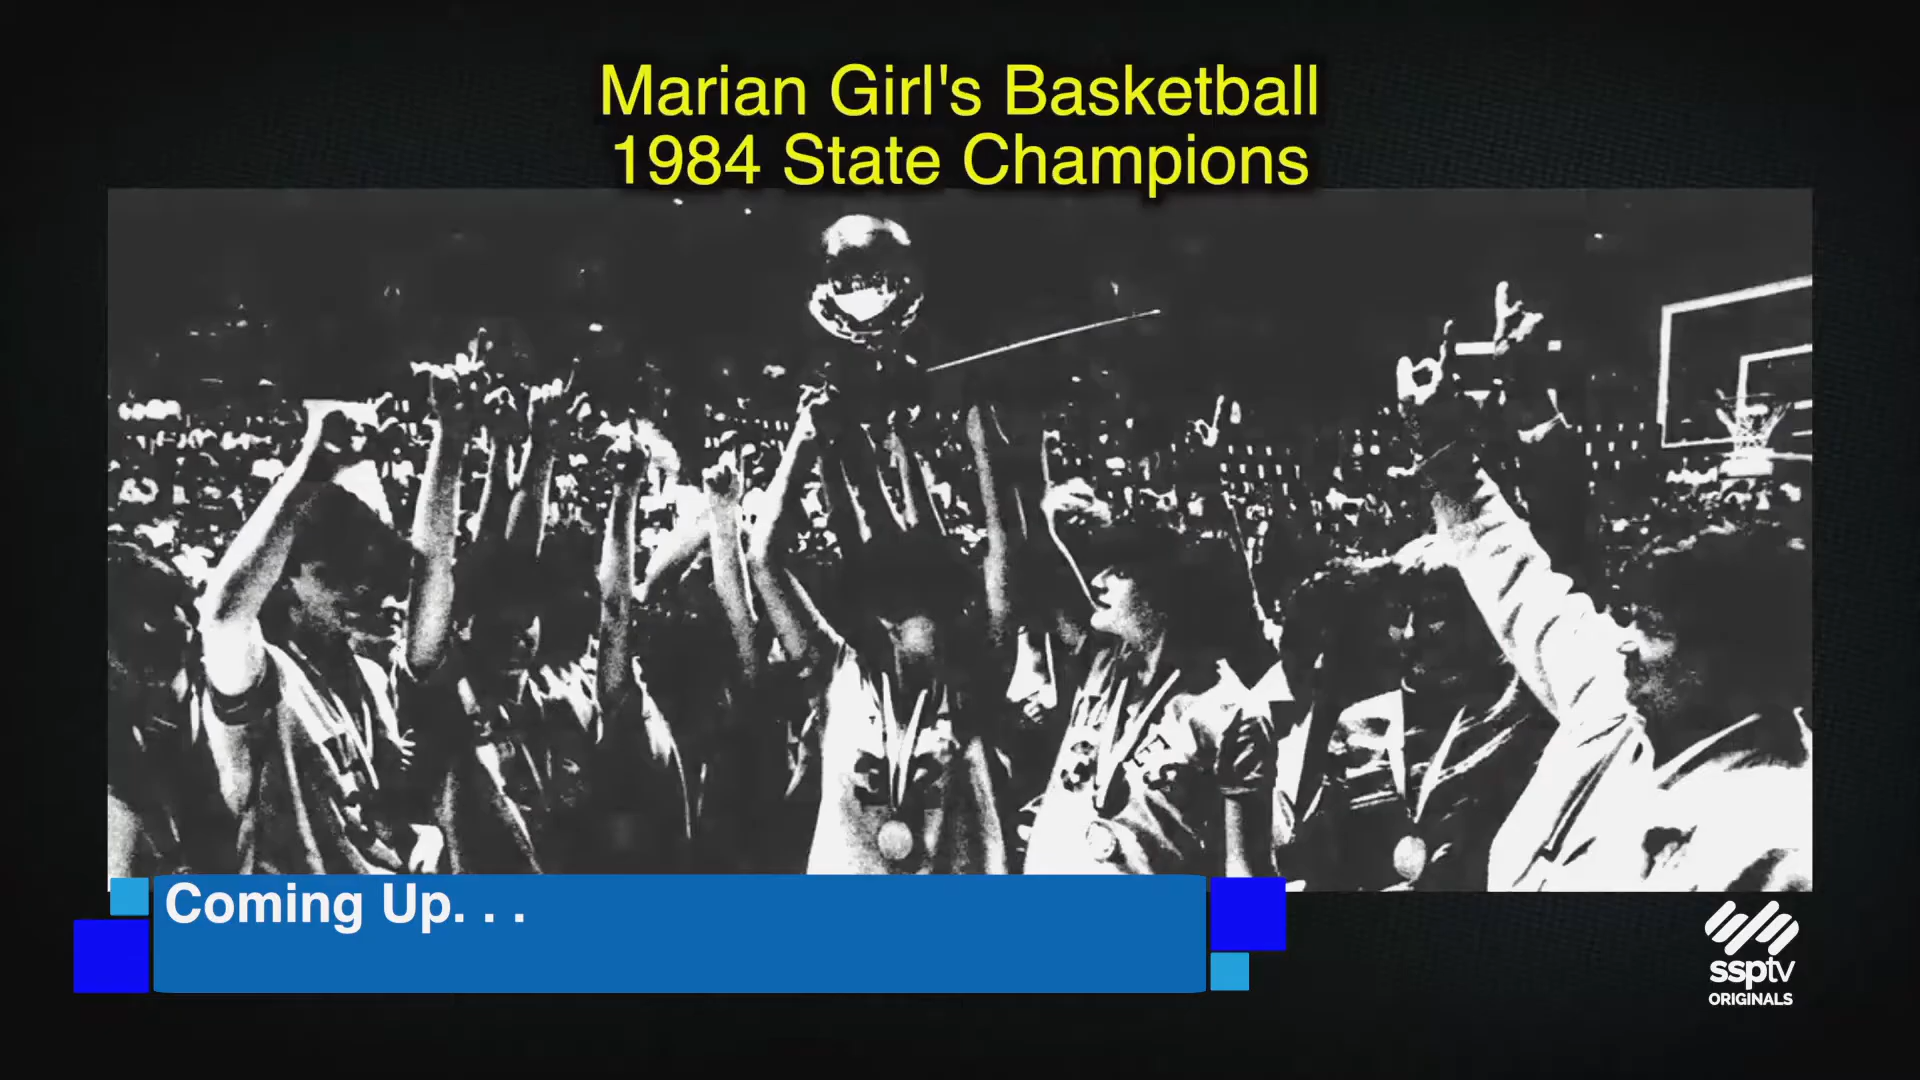 Marian Girl's Basketball
1984 State Champions
Coming Up. . .
ssptv
ORIGINALS